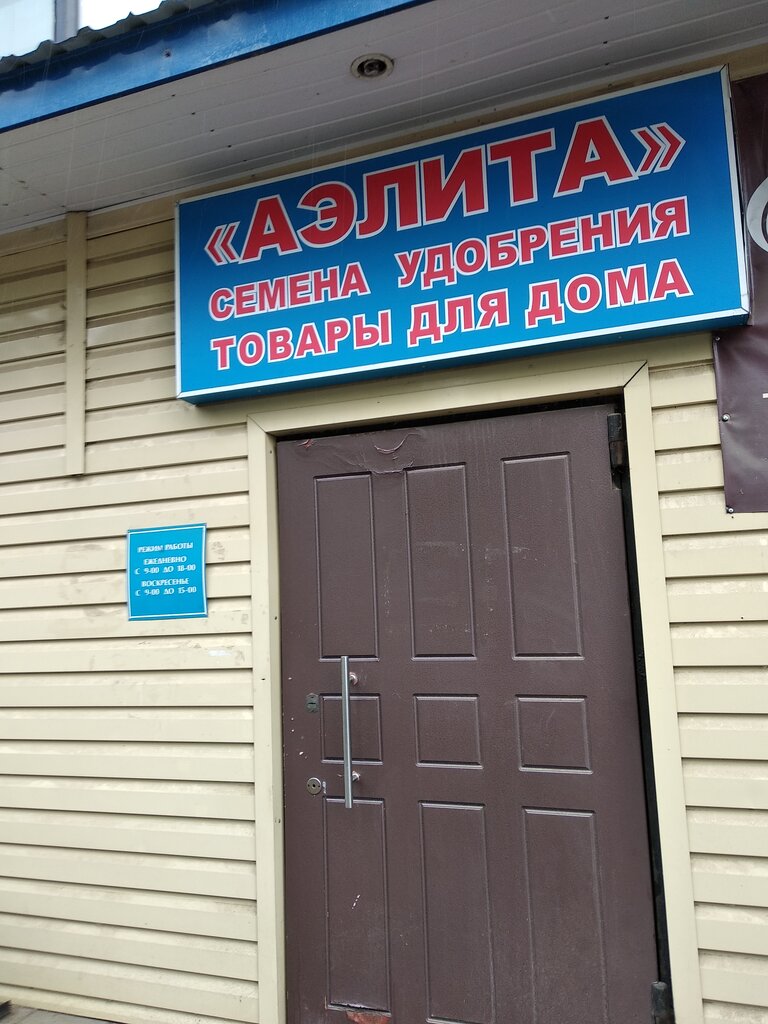 «АЭЛИТА»
СЕМЕНА УДОБРЕНИЯ
ТОВАРЫ ДЛЯ ДОМА
РЕЖИМ РАБОТЫ
ЕЖЕДНЕВНО
С 9-00 ДО 18-00
ВОСКРЕСЕНЬЕ
С 9-00 ДО 15-00